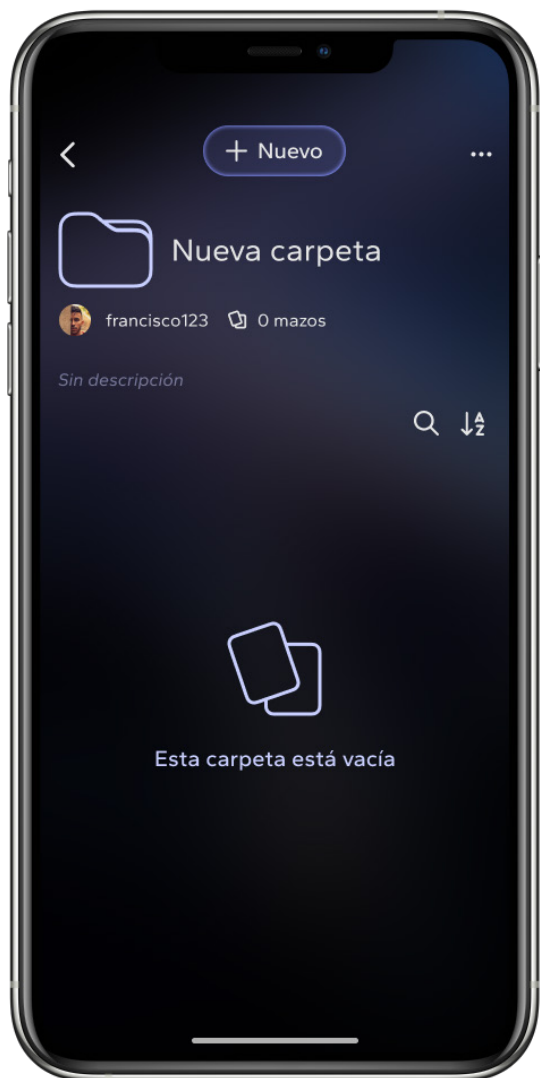 + Nuevo
Nueva carpeta
francisco123 0 mazos
Sin descripción
A
Z
Esta carpeta está vacía